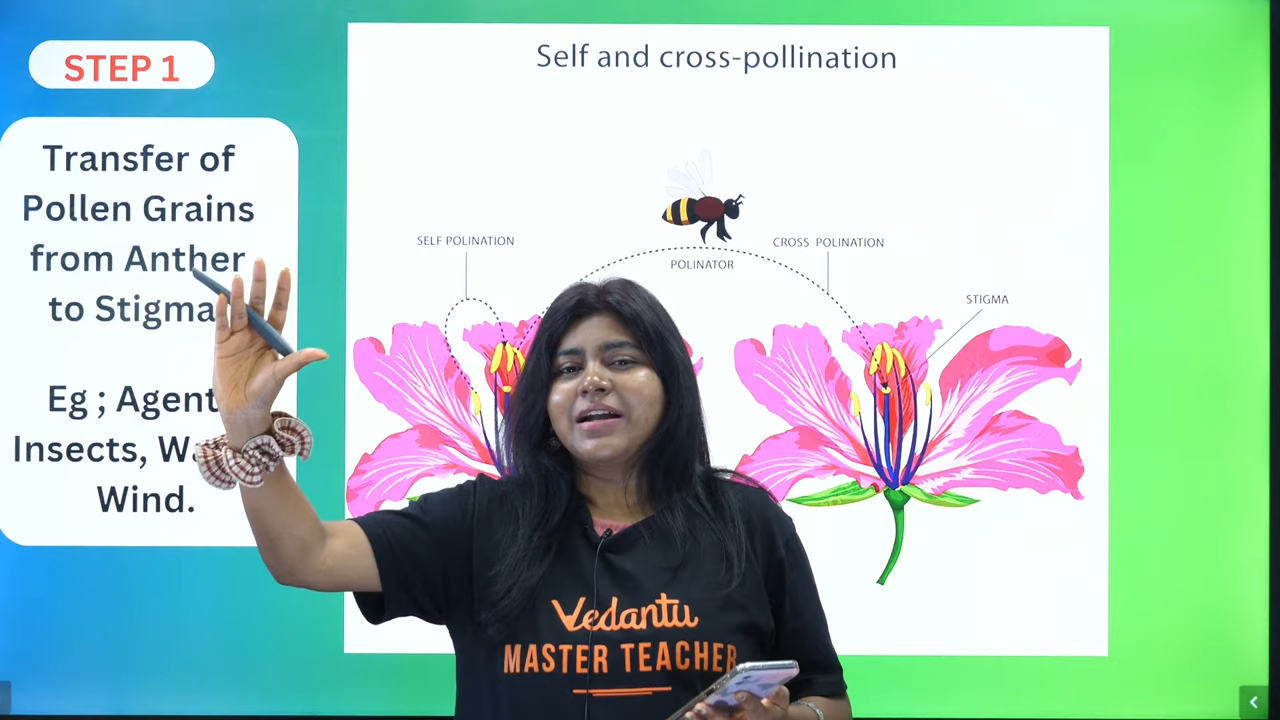 STEP 1
Transfer of
Pollen Grains
from Anther
to Stigma
Eg ; Agent
Insects,
Wind.
Self and cross-pollination
SELF POLINATION
POLINATOR
CROSS POLINATION
STIGMA
Vedantu
MASTER TEACHER